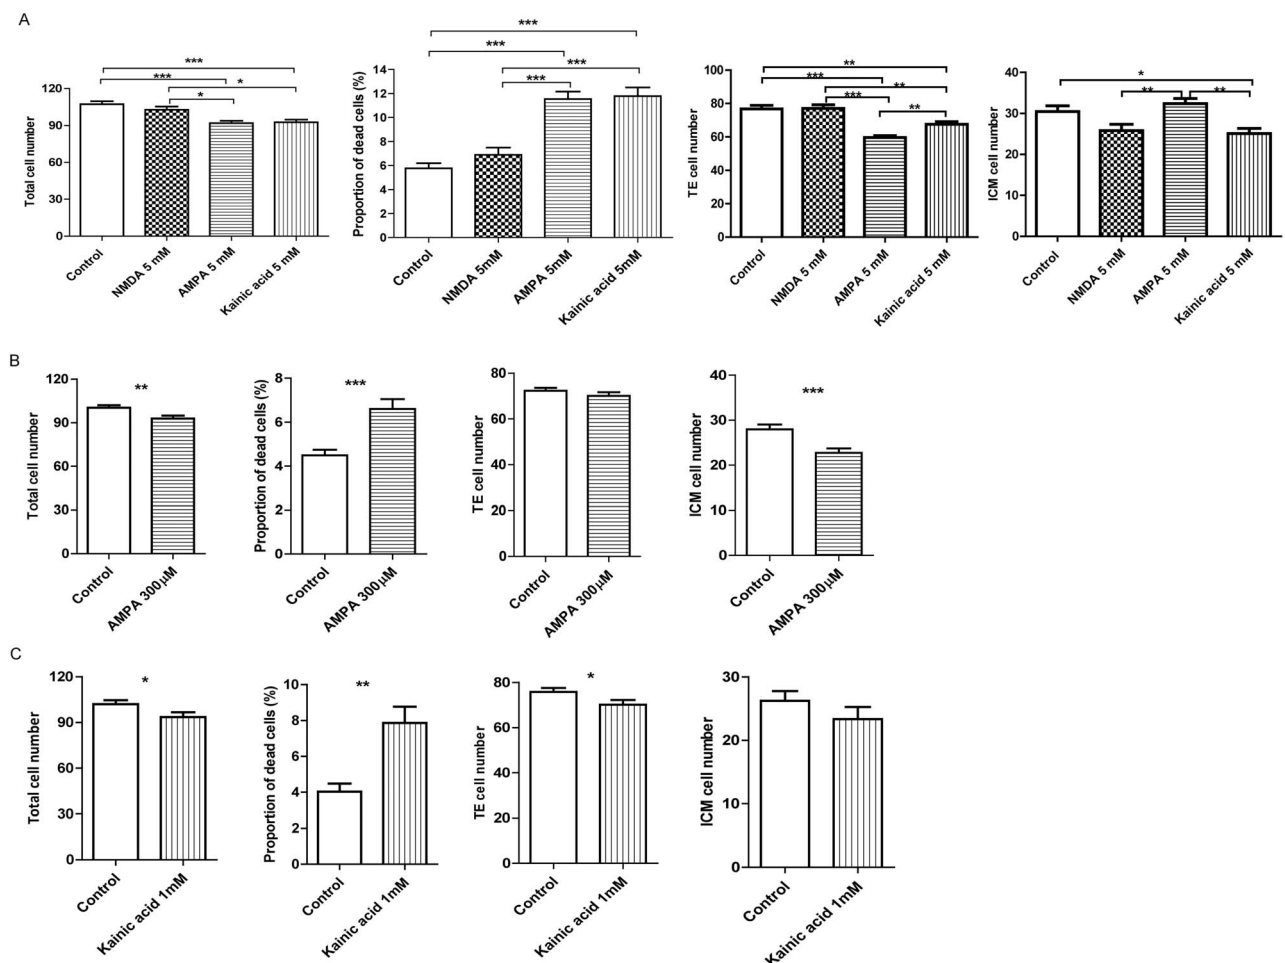 A
Total cell number
120
90
60
30
0
***
***
*
*
Control
NMDA 5 mM
AMPA 5 mM
Kainic acid 5 mM
Proportion of dead cells (%)
14
12
10
8
6
4
2
0
***
***
***
***
Control
NMDA 5mM
AMPA 5mM
Kainic acid 5mM
TE cell number
100
80
60
40
20
0
**
***
**
***
**
Control
NMDA 5 mM
AMPA 5 mM
Kainic acid 5 mM
ICM cell number
40
30
20
10
0
*
**
**
Control
NMDA 5 mM
AMPA 5 mM
Kainic acid 5 mM
B
Total cell number
120
90
60
30
0
**
Control
AMPA 300µM
Proportion of dead cells (%)
8
6
4
2
0
***
Control
AMPA 300µM
TE cell number
80
60
40
20
0
Control
AMPA 300µM
ICM cell number
40
30
20
10
0
***
Control
AMPA 300µM
C
Total cell number
120
90
60
30
0
*
Control
Kainic acid 1mM
Proportion of dead cells (%)
10
8
6
4
2
0
**
Control
Kainic acid 1mM
TE cell number
80
60
40
20
0
*
Control
Kainic acid 1mM
ICM cell number
30
20
10
0
Control
Kainic acid 1mM